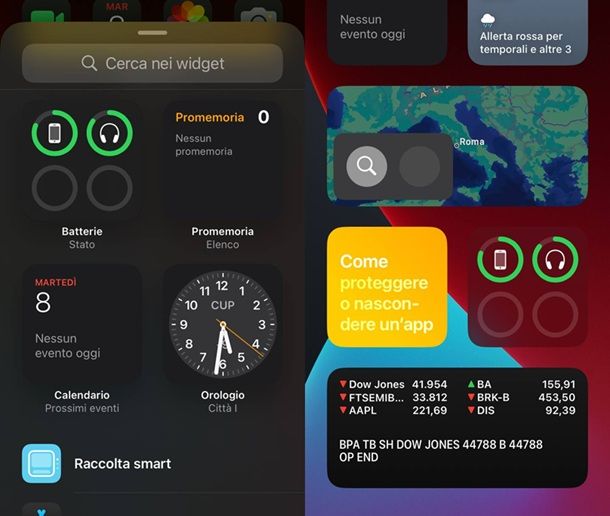 MAR
Cerca nei widget
Promemoria 0
Nessun
promemoria
Batterie
Stato
Promemoria
Elenco
MARTEDÌ
8
Nessun
evento oggi
12
1
2
3
4
5
6
7
8
9
10
11
CUP
Calendario
Prossimi eventi
Orologio
Città I
Raccolta smart
Nessun
evento oggi
Allerta rossa per
temporali e altre 3
Roma
Come
proteggere
o nascon-
dere un'app
Dow Jones 41.954
FTSEMIB... 33.812
AAPL 221,69
BA 155,91
BRK-B 453,50
DIS 92,39
BPA TB SH DOW JONES 44788 B 44788
OP END